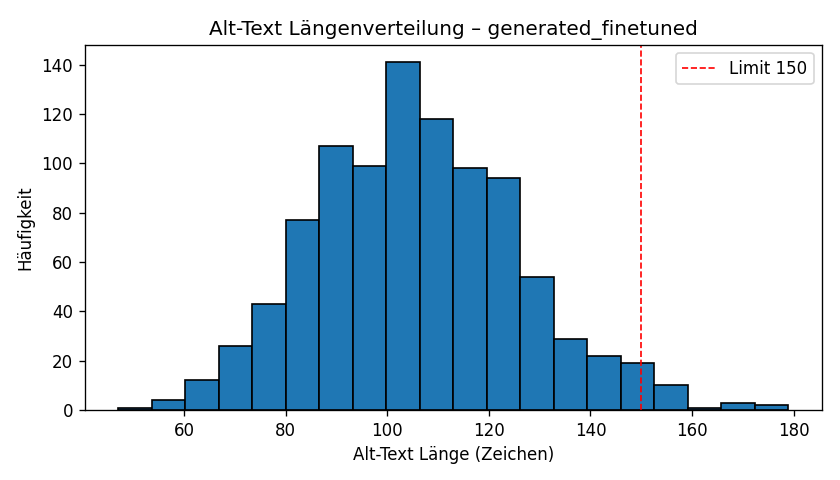 Alt-Text Längenverteilung – generated_finetuned
Limit 150
Häufigkeit
140
120
100
80
60
40
20
0
60 80 100 120 140 160 180
Alt-Text Länge (Zeichen)